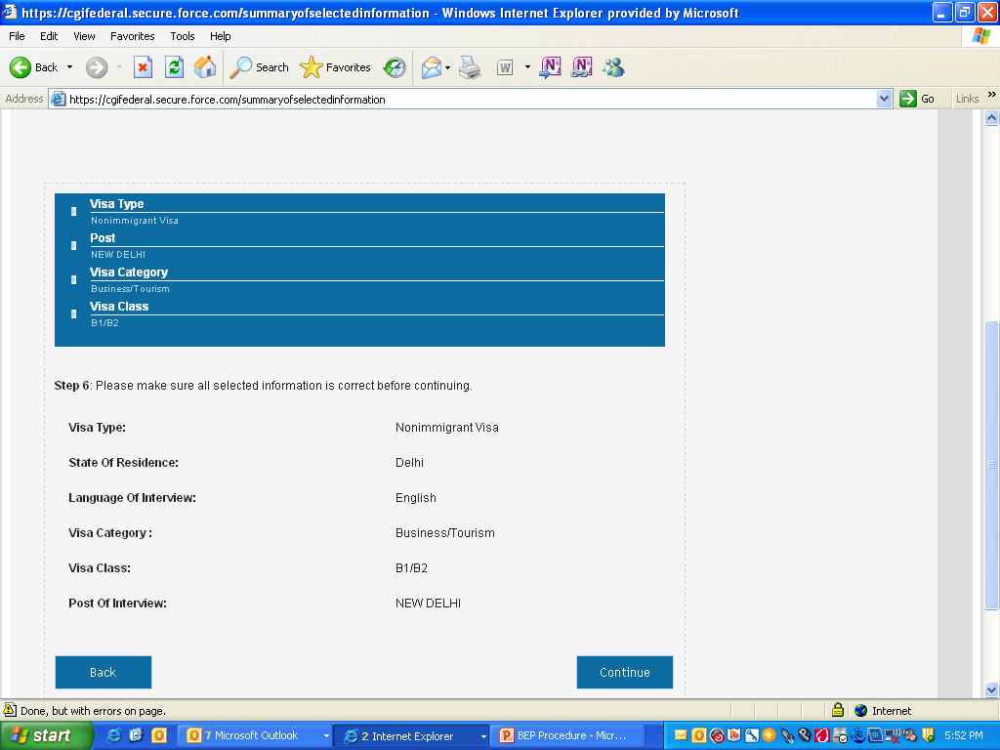 https://cgifederal.secure.force.com/summaryofselectedinformation - Windows Internet Explorer provided by Microsoft
File Edit View Favorites Tools Help
Back Search Favorites
Address https://cgifederal.secure.force.com/summaryofselectedinformation Go Links »
Visa Type
Nonimmigrant Visa
Post
NEW DELHI
Visa Category
Business/Tourism
Visa Class
B1/B2
Step 6: Please make sure all selected information is correct before continuing.
Visa Type: Nonimmigrant Visa
State Of Residence: Delhi
Language Of Interview: English
Visa Category : Business/Tourism
Visa Class: B1/B2
Post Of Interview: NEW DELHI
Back Continue
Done, but with errors on page. Internet
start 7 Microsoft Outlook 2 Internet Explorer BEP Procedure - Micr... 5:52 PM